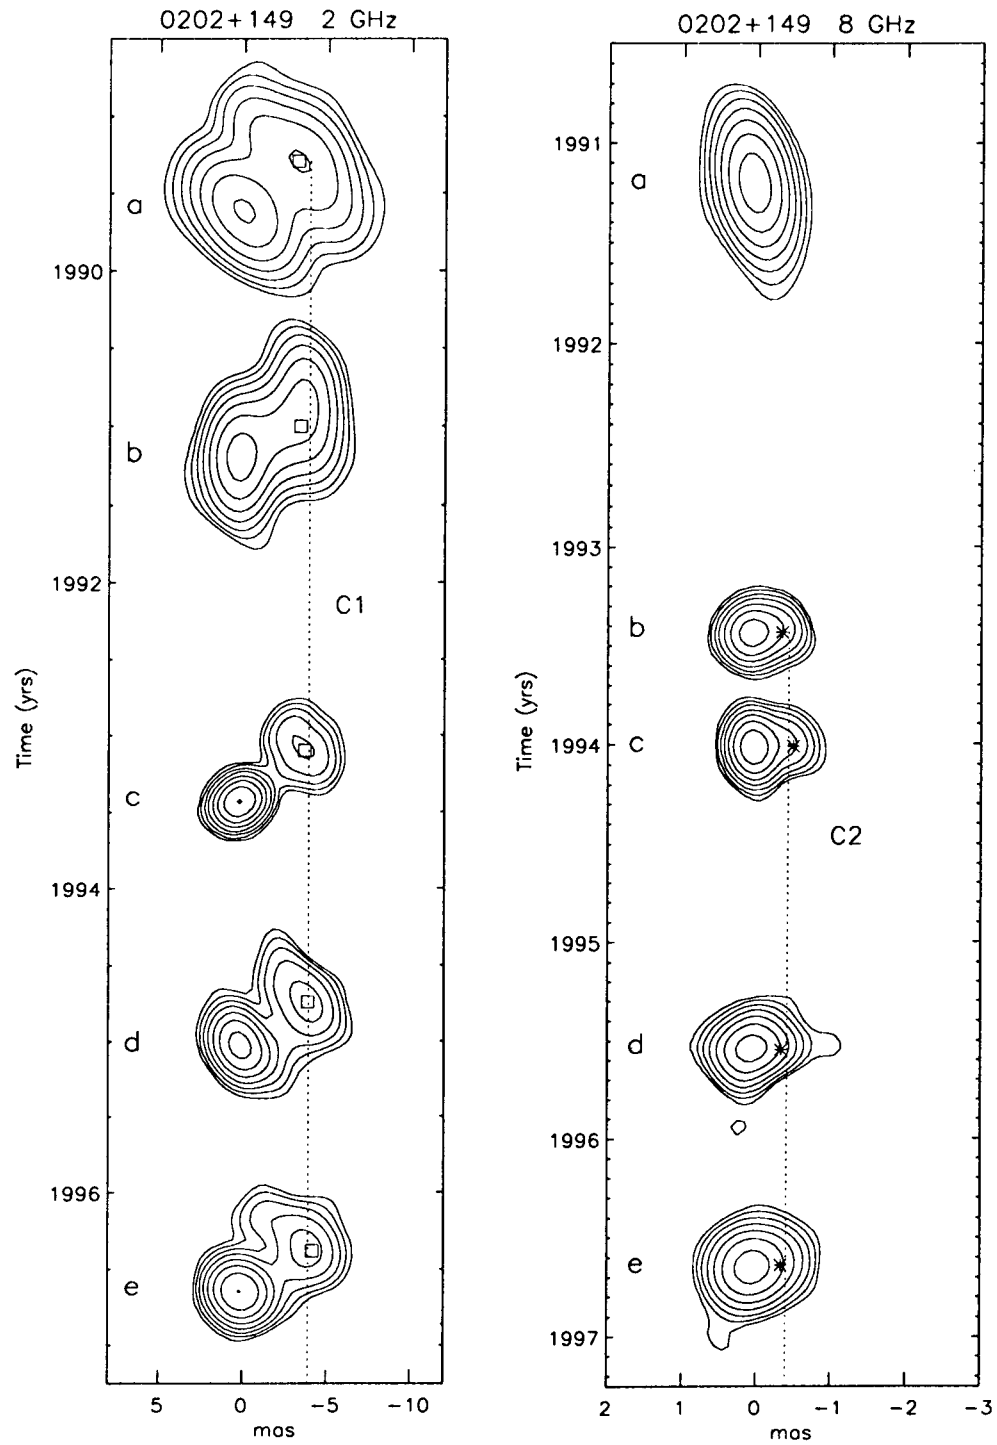 0202+149 2 GHz
a
1990
b
1992
C1
c
1994
d
1996
e
5 0 -5 -10
mas
Time (yrs)
0202+149 8 GHz
1991
a
1992
1993
b
1994 c
C2
1995
d
1996
e
1997
2 1 0 -1 -2 -3
mas
Time (yrs)